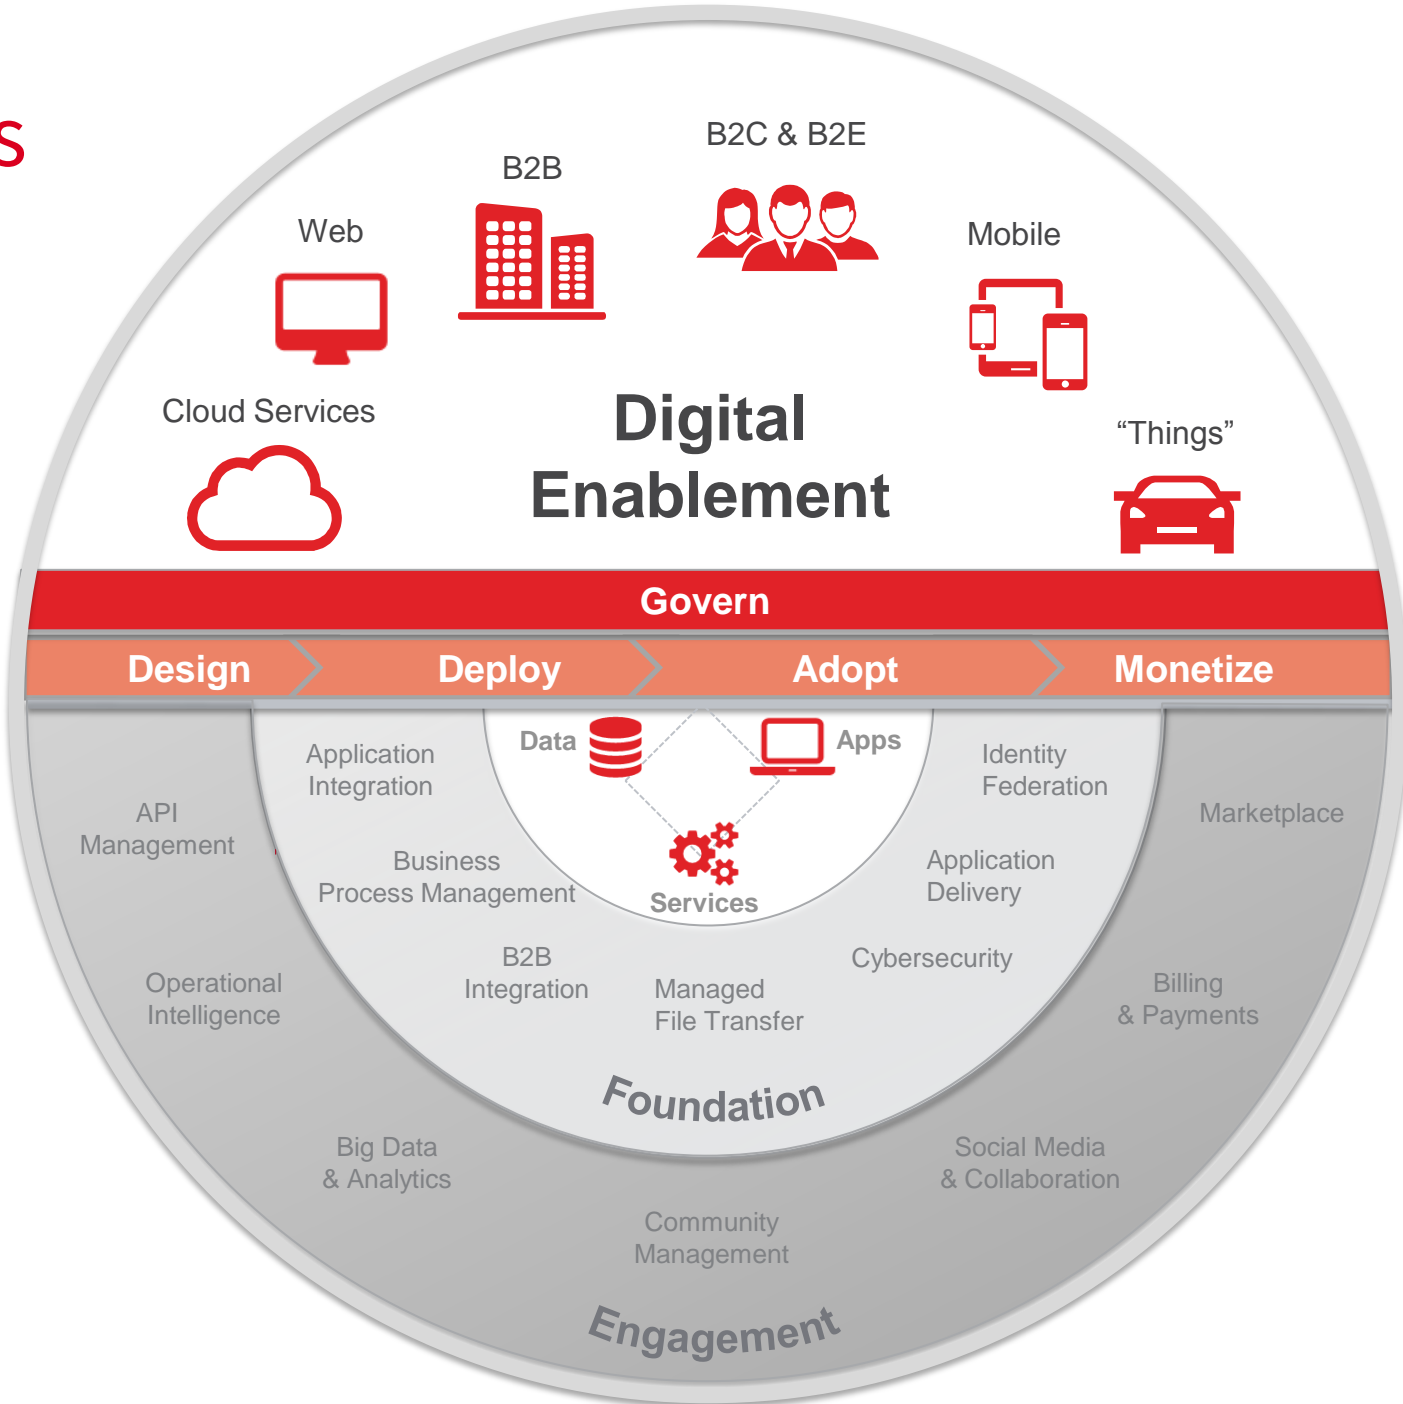 s
B2C & B2E
B2B
Web
Mobile
Cloud Services
“Things”
Digital
Enablement
Govern
Design
Deploy
Adopt
Monetize
Data
Apps
Services
Application
Integration
Identity
Federation
Business
Process Management
Application
Delivery
B2B
Integration
Managed
File Transfer
Cybersecurity
Foundation
API
Management
Marketplace
Operational
Intelligence
Billing
& Payments
Big Data
& Analytics
Social Media
& Collaboration
Community
Management
Engagement